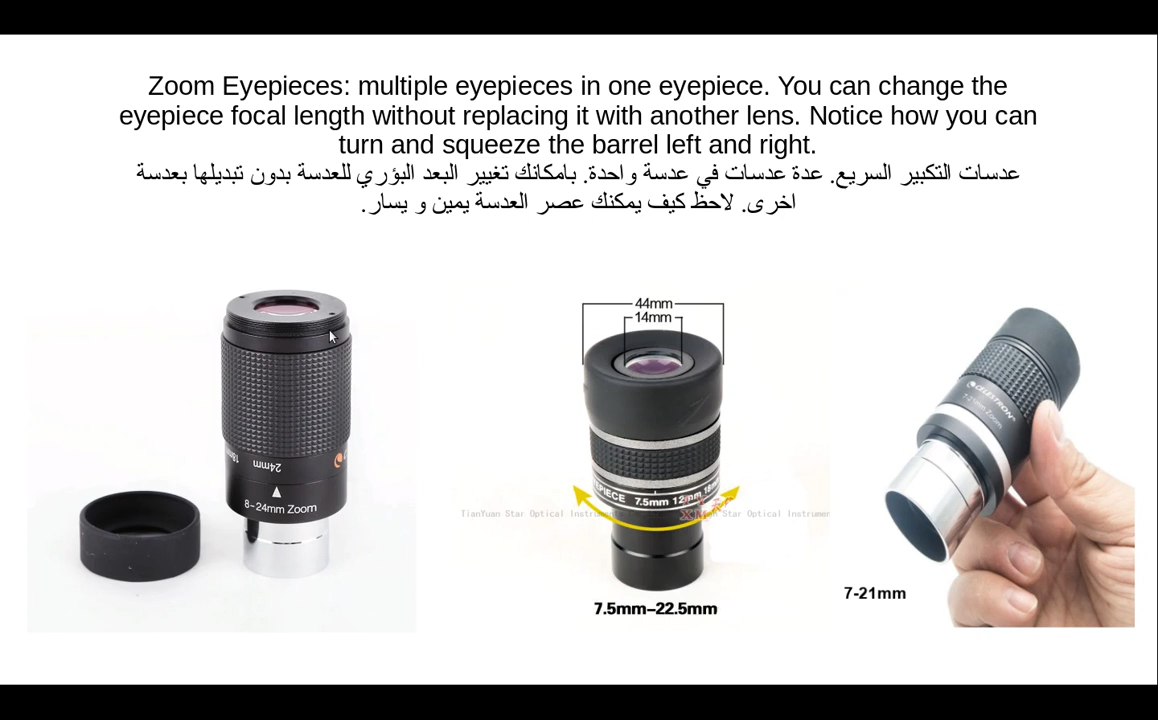 Zoom Eyepieces: multiple eyepieces in one eyepiece. You can change the
eyepiece focal length without replacing it with another lens. Notice how you can
turn and squeeze the barrel left and right.
عدسات التكبير السريع. عدة عدسات في عدسة واحدة. بامكانك تغيير البعد البؤري للعدسة بدون تبديلها بعدسة
اخرى. لاحظ كيف يمكنك عصر العدسة يمين و يسار.
24mm
8~24mm Zoom
44mm
14mm
7.5mm 12mm 18mm
TianYuan Star Optical
Star Optical
7.5mm–22.5mm
CELESTRON
7-21mm Zoom
7-21mm